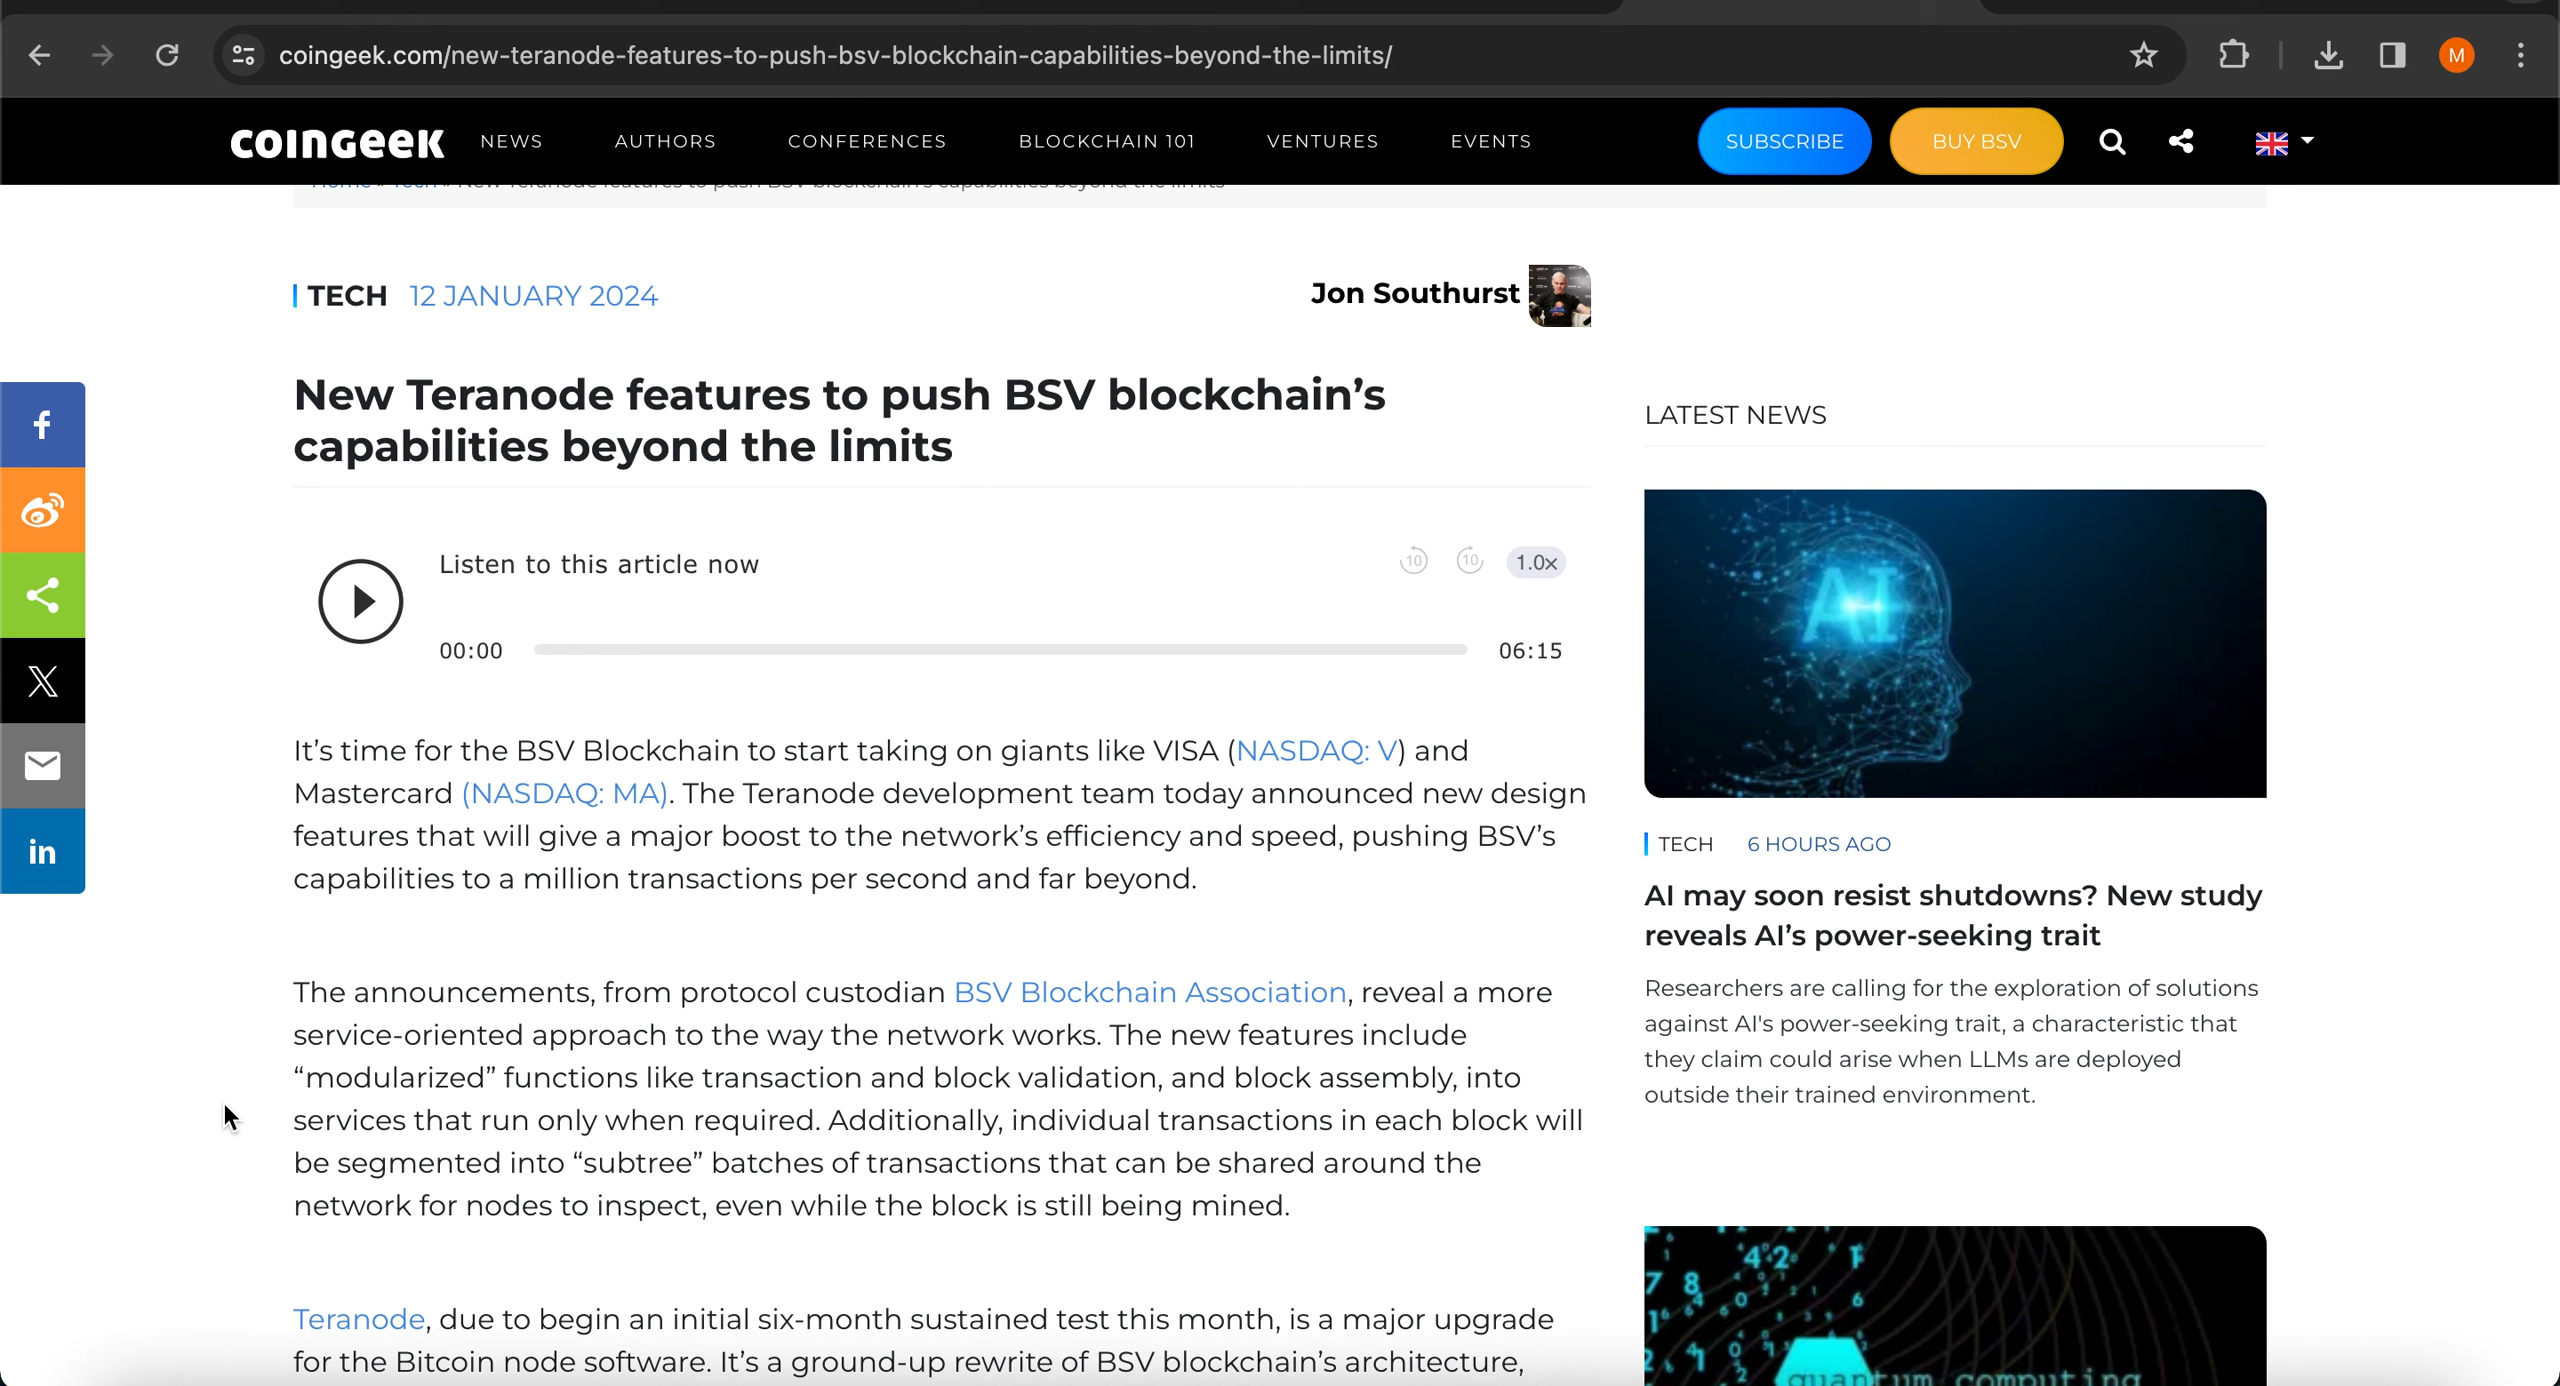 coingeek.com/new-teranode-features-to-push-bsv-blockchain-capabilities-beyond-the-limits/
M
COINGEEK
NEWS
AUTHORS
CONFERENCES
BLOCKCHAIN 101
VENTURES
EVENTS
SUBSCRIBE
BUY BSV
Home » Tech » New Teranode features to push BSV blockchain's capabilities beyond the limits
TECH 12 JANUARY 2024
Jon Southurst
New Teranode features to push BSV blockchain’s
capabilities beyond the limits
Listen to this article now
10
10
1.0x
00:00
06:15
It’s time for the BSV Blockchain to start taking on giants like VISA (NASDAQ: V) and
Mastercard (NASDAQ: MA). The Teranode development team today announced new design
features that will give a major boost to the network’s efficiency and speed, pushing BSV’s
capabilities to a million transactions per second and far beyond.
The announcements, from protocol custodian BSV Blockchain Association, reveal a more
service-oriented approach to the way the network works. The new features include
“modularized” functions like transaction and block validation, and block assembly, into
services that run only when required. Additionally, individual transactions in each block will
be segmented into “subtree” batches of transactions that can be shared around the
network for nodes to inspect, even while the block is still being mined.
Teranode, due to begin an initial six-month sustained test this month, is a major upgrade
for the Bitcoin node software. It’s a ground-up rewrite of BSV blockchain’s architecture,
f
X
in
LATEST NEWS
AI
TECH 6 HOURS AGO
AI may soon resist shutdowns? New study
reveals AI’s power-seeking trait
Researchers are calling for the exploration of solutions
against AI's power-seeking trait, a characteristic that
they claim could arise when LLMs are deployed
outside their trained environment.
quantum computing